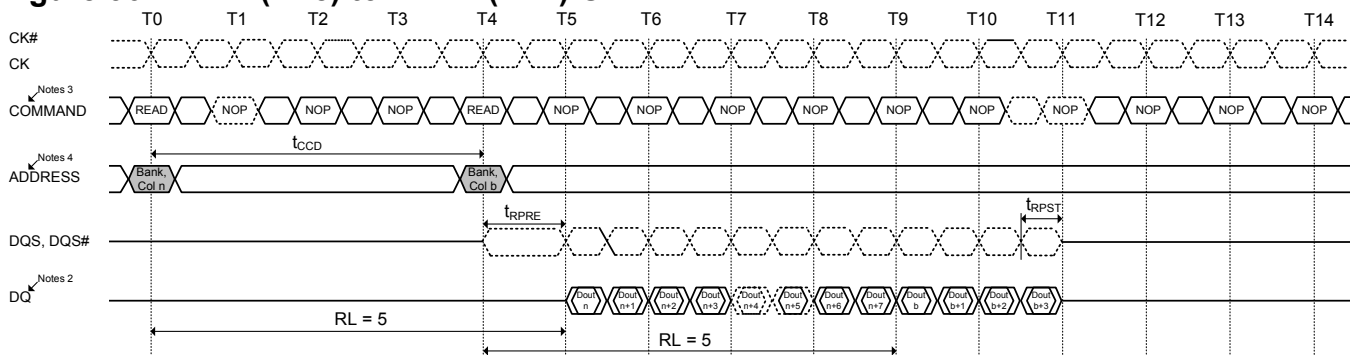 T0 T1 T2 T3 T4 T5 T6 T7 T8 T9 T10 T11 T12 T13 T14
CK#
CK
Notes 3
COMMAND READ NOP NOP NOP READ NOP NOP NOP NOP NOP NOP NOP NOP NOP NOP
tCCD
Notes 4
ADDRESS Bank, Col n Bank, Col b
tRPRE tRPST
DQS, DQS#
Notes 2
DQ Dout n Dout n+1 Dout n+2 Dout n+3 Dout n+4 Dout n+5 Dout n+6 Dout n+7 Dout b Dout b+1 Dout b+2 Dout b+3
RL = 5
RL = 5